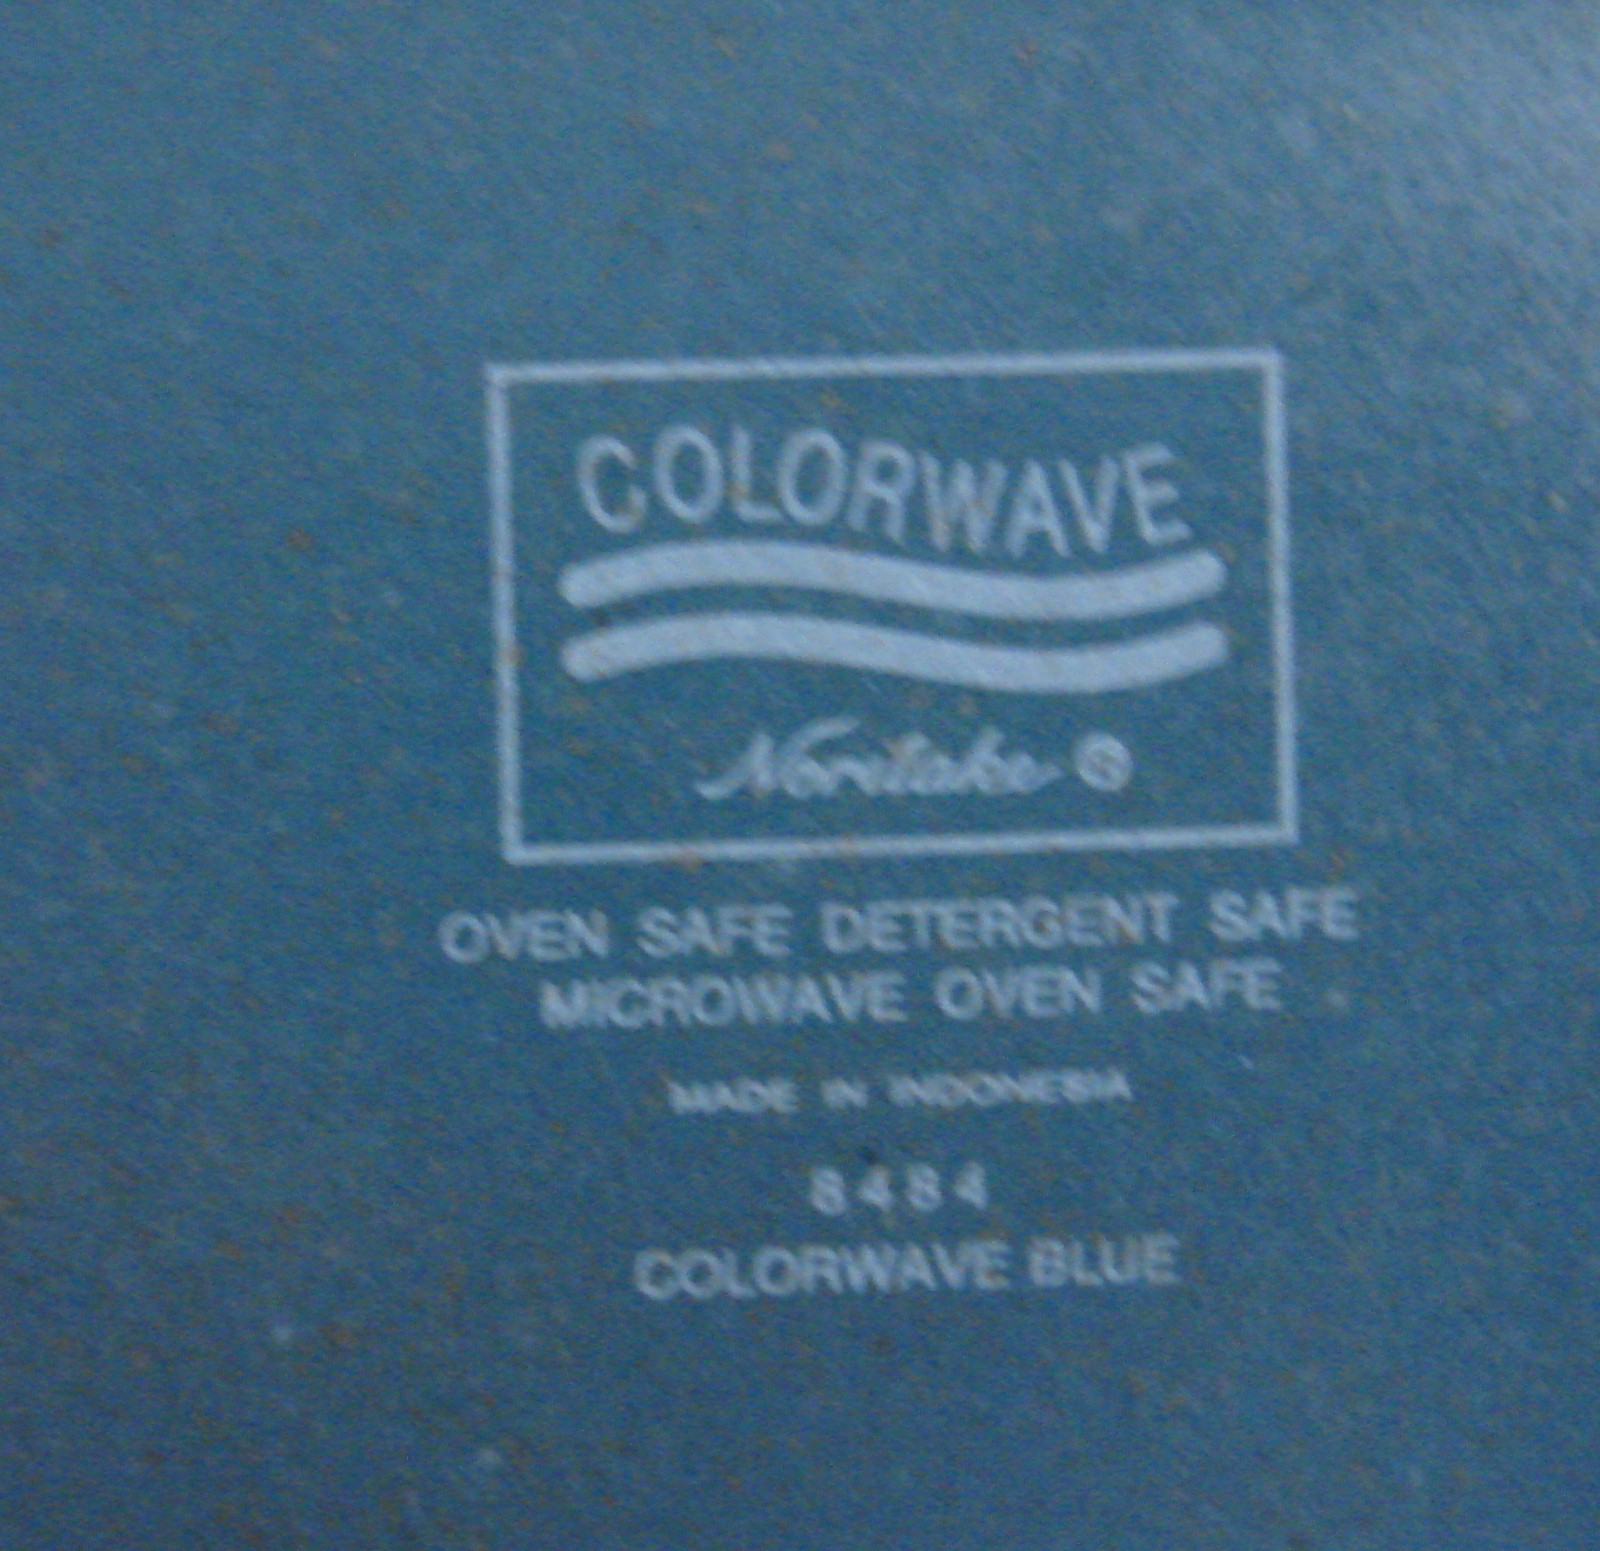 COLORWAVE
Noritake ®
OVEN SAFE DETERGENT SAFE
MICROWAVE OVEN SAFE
MADE IN INDONESIA
8484
COLORWAVE BLUE